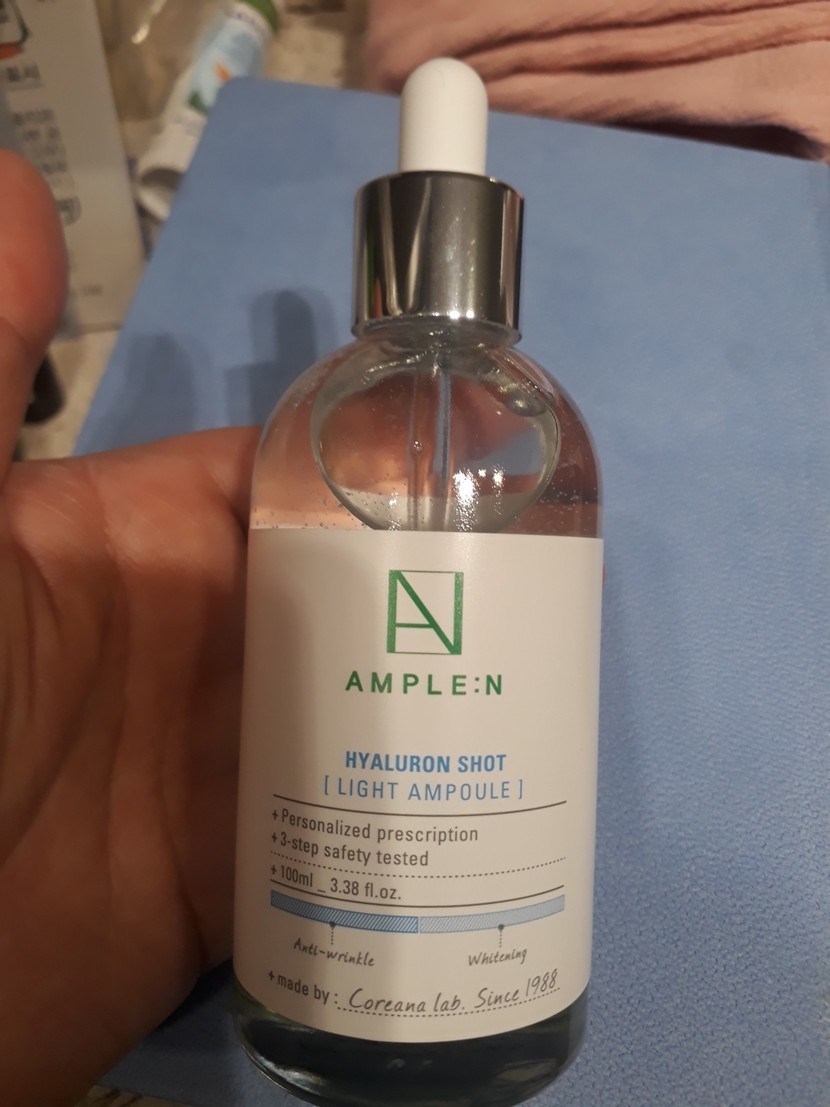 AMPLE:N
HYALURON SHOT
[ LIGHT AMPOULE ]
+ Personalized prescription
+ 3-step safety tested
+ 100ml _ 3.38 fl.oz.
Anti-wrinkle Whitening
+ made by : Coreana lab. Since 1988